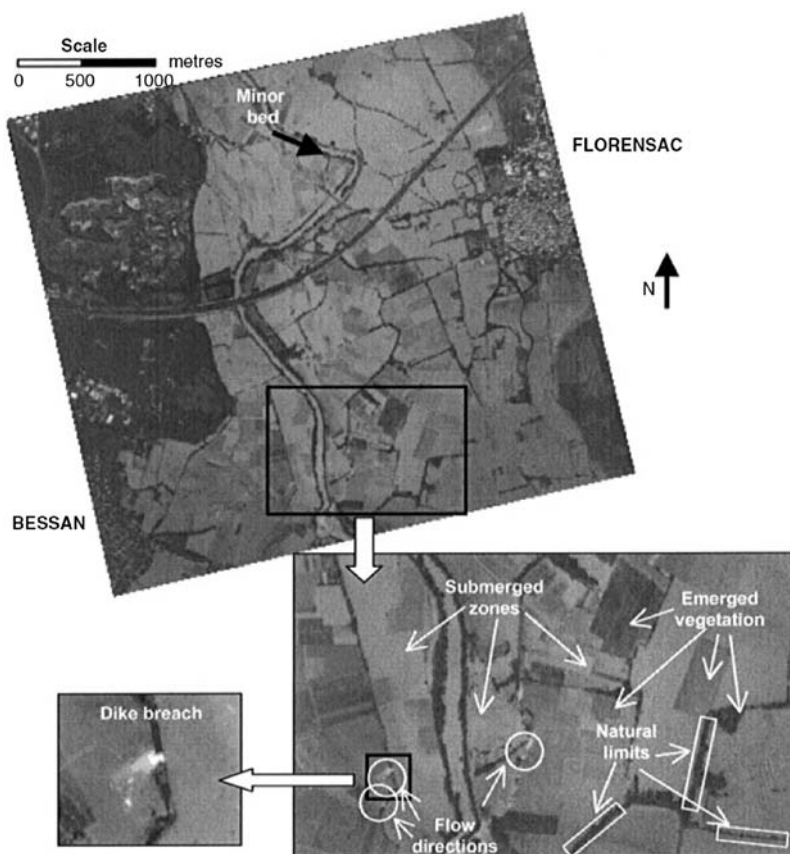 Scale
metres
0 500 1000
Minor
bed
FLORENSAC
N
BESSAN
Submerged
zones
Emerged
vegetation
Dike breach
Natural
limits
Flow
directions